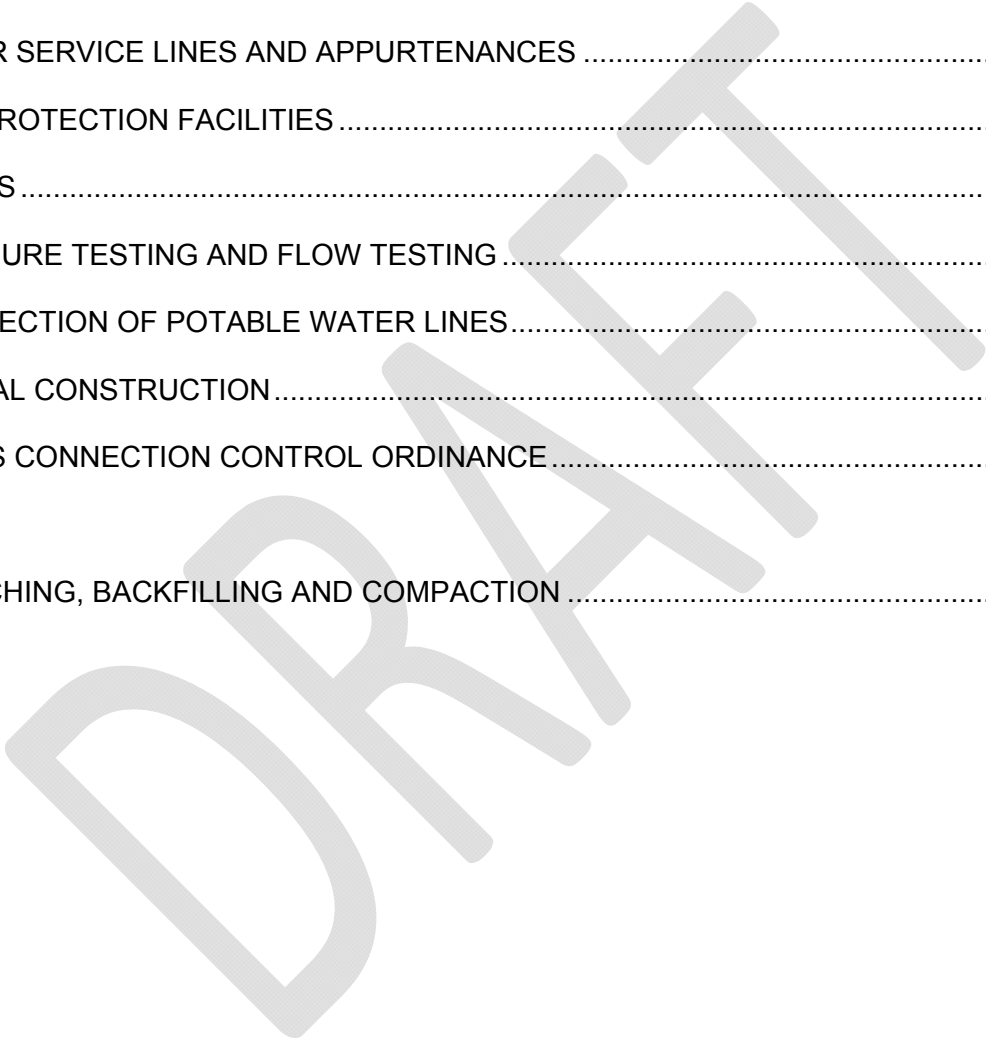 R SERVICE LINES AND APPURTENANCES ........................................................
ROTECTION FACILITIES ........................................................................................
S ........................................................................................................................
URE TESTING AND FLOW TESTING ..................................................................
ECTION OF POTABLE WATER LINES.................................................................
AL CONSTRUCTION..............................................................................................
S CONNECTION CONTROL ORDINANCE ............................................................
CHING, BACKFILLING AND COMPACTION ..........................................................
DRAFT